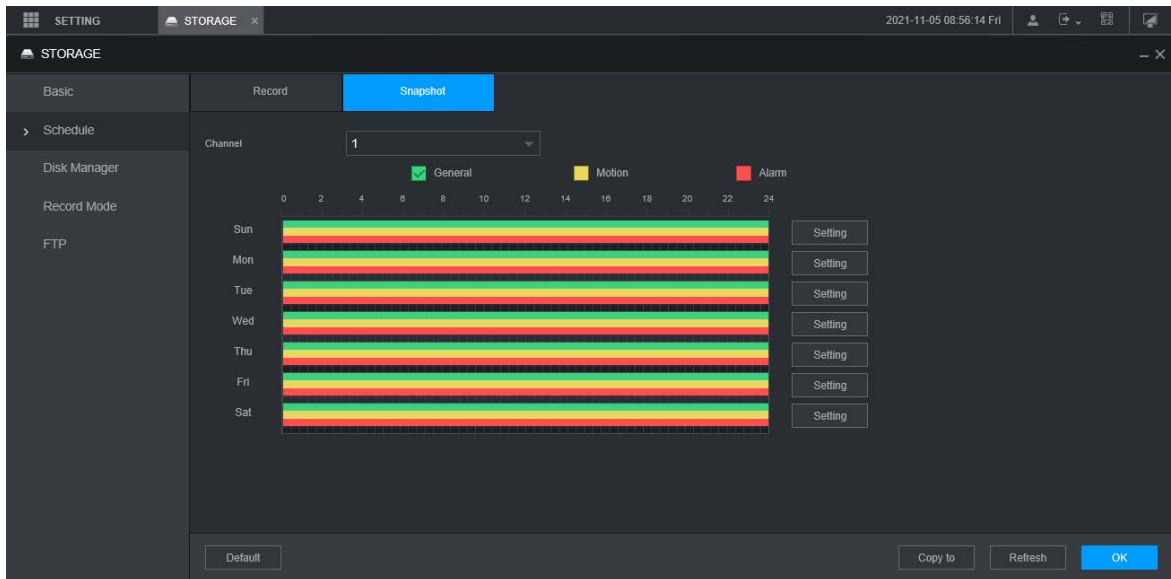 SETTING STORAGE × 2021-11-05 08:56:14 Fri
STORAGE
Basic
Schedule
Disk Manager
Record Mode
FTP
Record Snapshot
Channel 1
General Motion Alarm
0 2 4 6 8 10 12 14 16 18 20 22 24
Sun Setting
Mon Setting
Tue Setting
Wed Setting
Thu Setting
Fri Setting
Sat Setting
Default Copy to Refresh OK